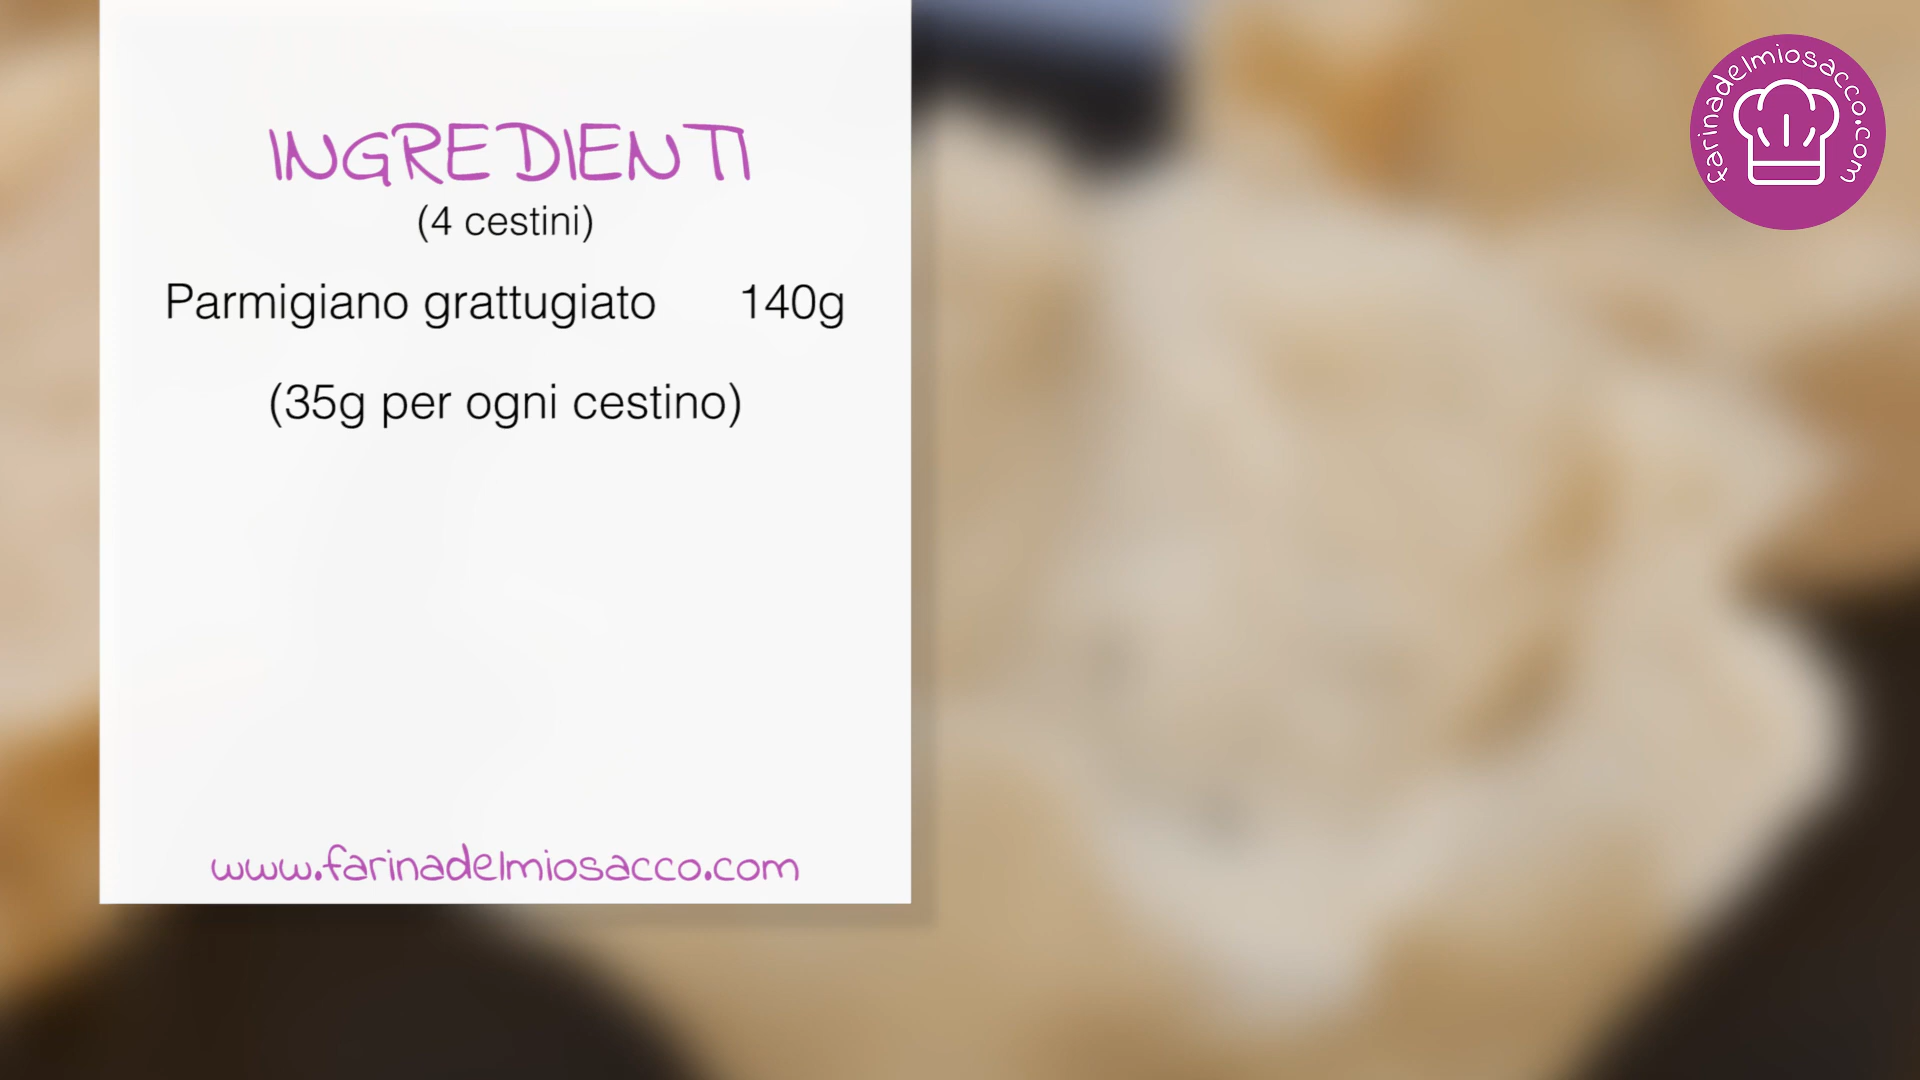 INGREDIENTI
(4 cestini)
Parmigiano grattugiato 140g
(35g per ogni cestino)
www.farinadelmiosacco.com
farinadelmiosacco.com